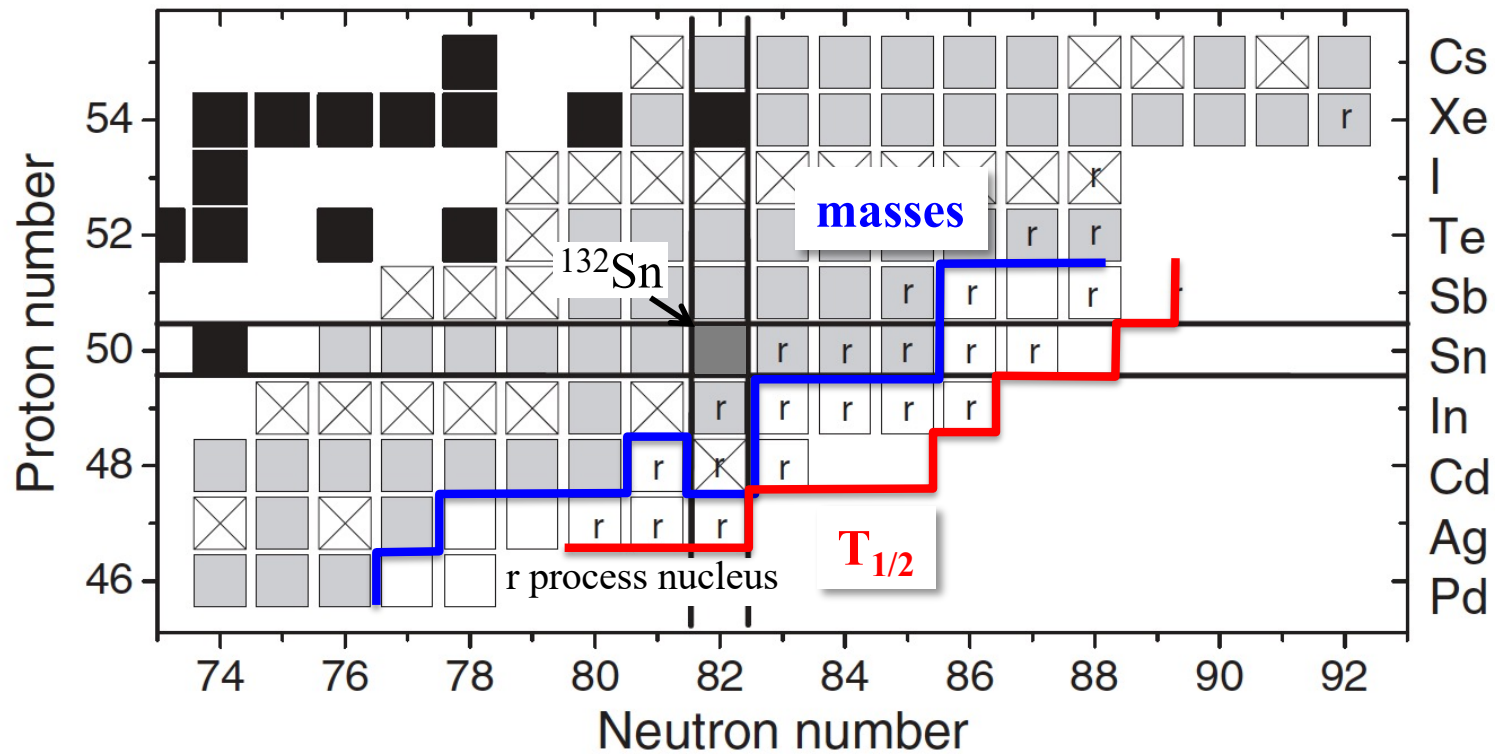 Cs
54
Xe
r
I
r
masses
52
Te
r r
¹³²Sn
Sb
r r r
50
Sn
r r r r r
In
r r r r r
48
Cd
r r r
Ag
r r r
T₁/₂
46
r process nucleus
Pd
74 76 78 80 82 84 86 88 90 92
Neutron number
Proton number